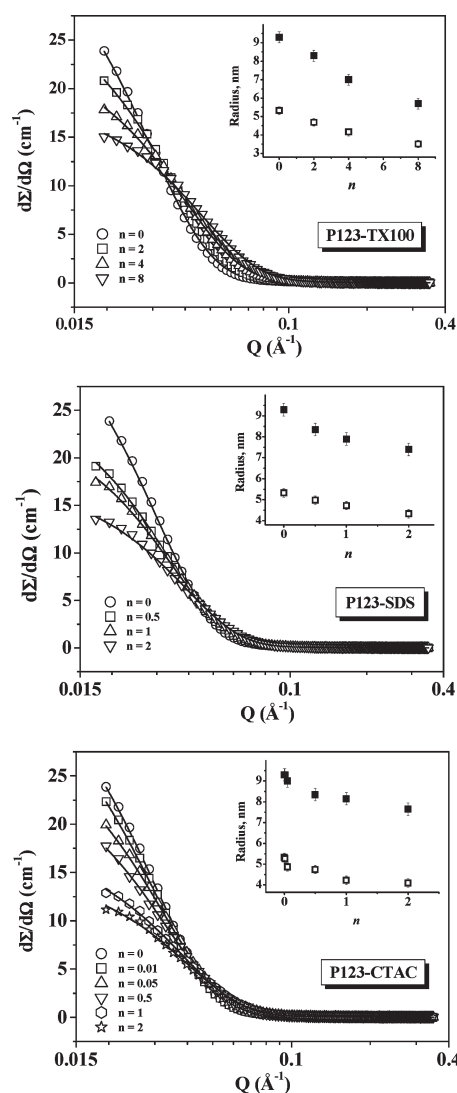 25
20
15
10
5
0
dΣ/dΩ (cm⁻¹)
n = 0
n = 2
n = 4
n = 8
9
8
7
6
5
4
3
Radius, nm
0 2 4 6 8
n
P123-TX100
0.015 0.1 0.4
Q (Å⁻¹)
25
20
15
10
5
0
dΣ/dΩ (cm⁻¹)
n = 0
n = 0.5
n = 1
n = 2
9
8
7
6
5
4
Radius, nm
0 1 2
n
P123-SDS
0.015 0.1 0.4
Q (Å⁻¹)
25
20
15
10
5
0
dΣ/dΩ (cm⁻¹)
n = 0
n = 0.01
n = 0.05
n = 0.5
n = 1
n = 2
9
8
7
6
5
4
Radius, nm
0 1 2
n
P123-CTAC
0.015 0.1 0.4
Q (Å⁻¹)